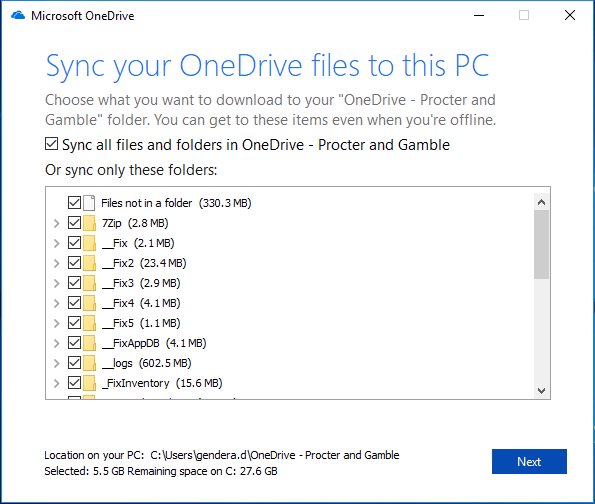 Microsoft OneDrive
Sync your OneDrive files to this PC
Choose what you want to download to your "OneDrive - Procter and
Gamble" folder. You can get to these items even when you're offline.
Sync all files and folders in OneDrive - Procter and Gamble
Or sync only these folders:
Files not in a folder (330.3 MB)
7Zip (2.8 MB)
__Fix (2.1 MB)
__Fix2 (23.4 MB)
__Fix3 (2.9 MB)
__Fix4 (4.1 MB)
__Fix5 (1.1 MB)
__FixAppDB (4.1 MB)
__logs (602.5 MB)
_FixInventory (15.6 MB)
Location on your PC: C:\Users\gendera.d\OneDrive - Procter and Gamble
Selected: 5.5 GB Remaining space on C: 27.6 GB
Next